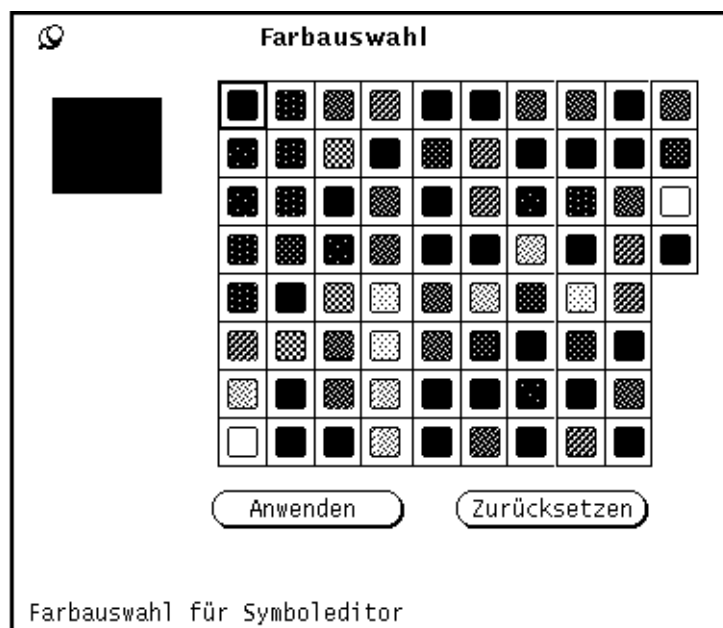 Farbauswahl
Anwenden
Zurücksetzen
Farbauswahl für Symboleditor